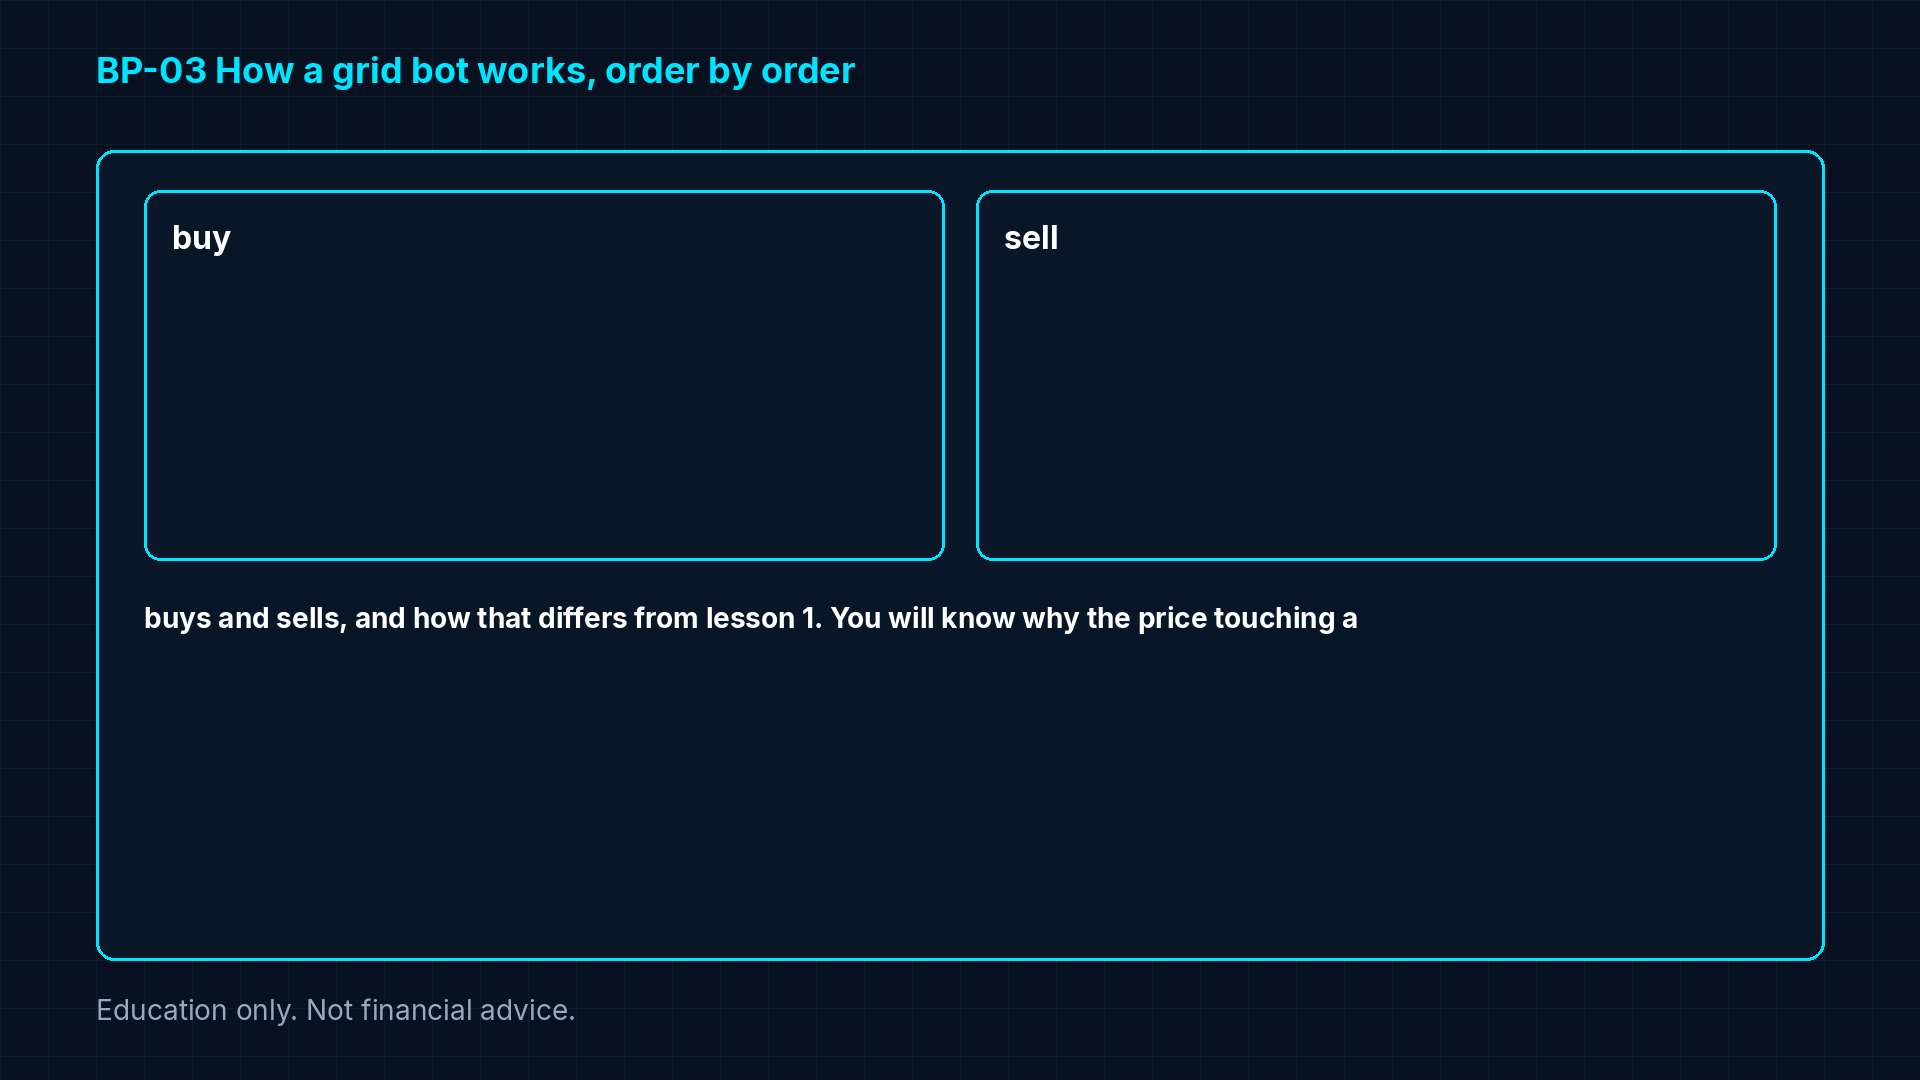 BP-03 How a grid bot works, order by order
buy
sell
buys and sells, and how that differs from lesson 1. You will know why the price touching a
Education only. Not financial advice.